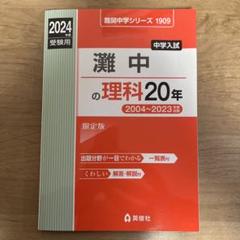 2024年度
受験用
難関中学シリーズ 1909
中学入試
灘中
の理科20年
2004~2023年度収録
限定版
出題分野が一目でわかる 一覧表付
くわしい 解答・解説付
英俊社